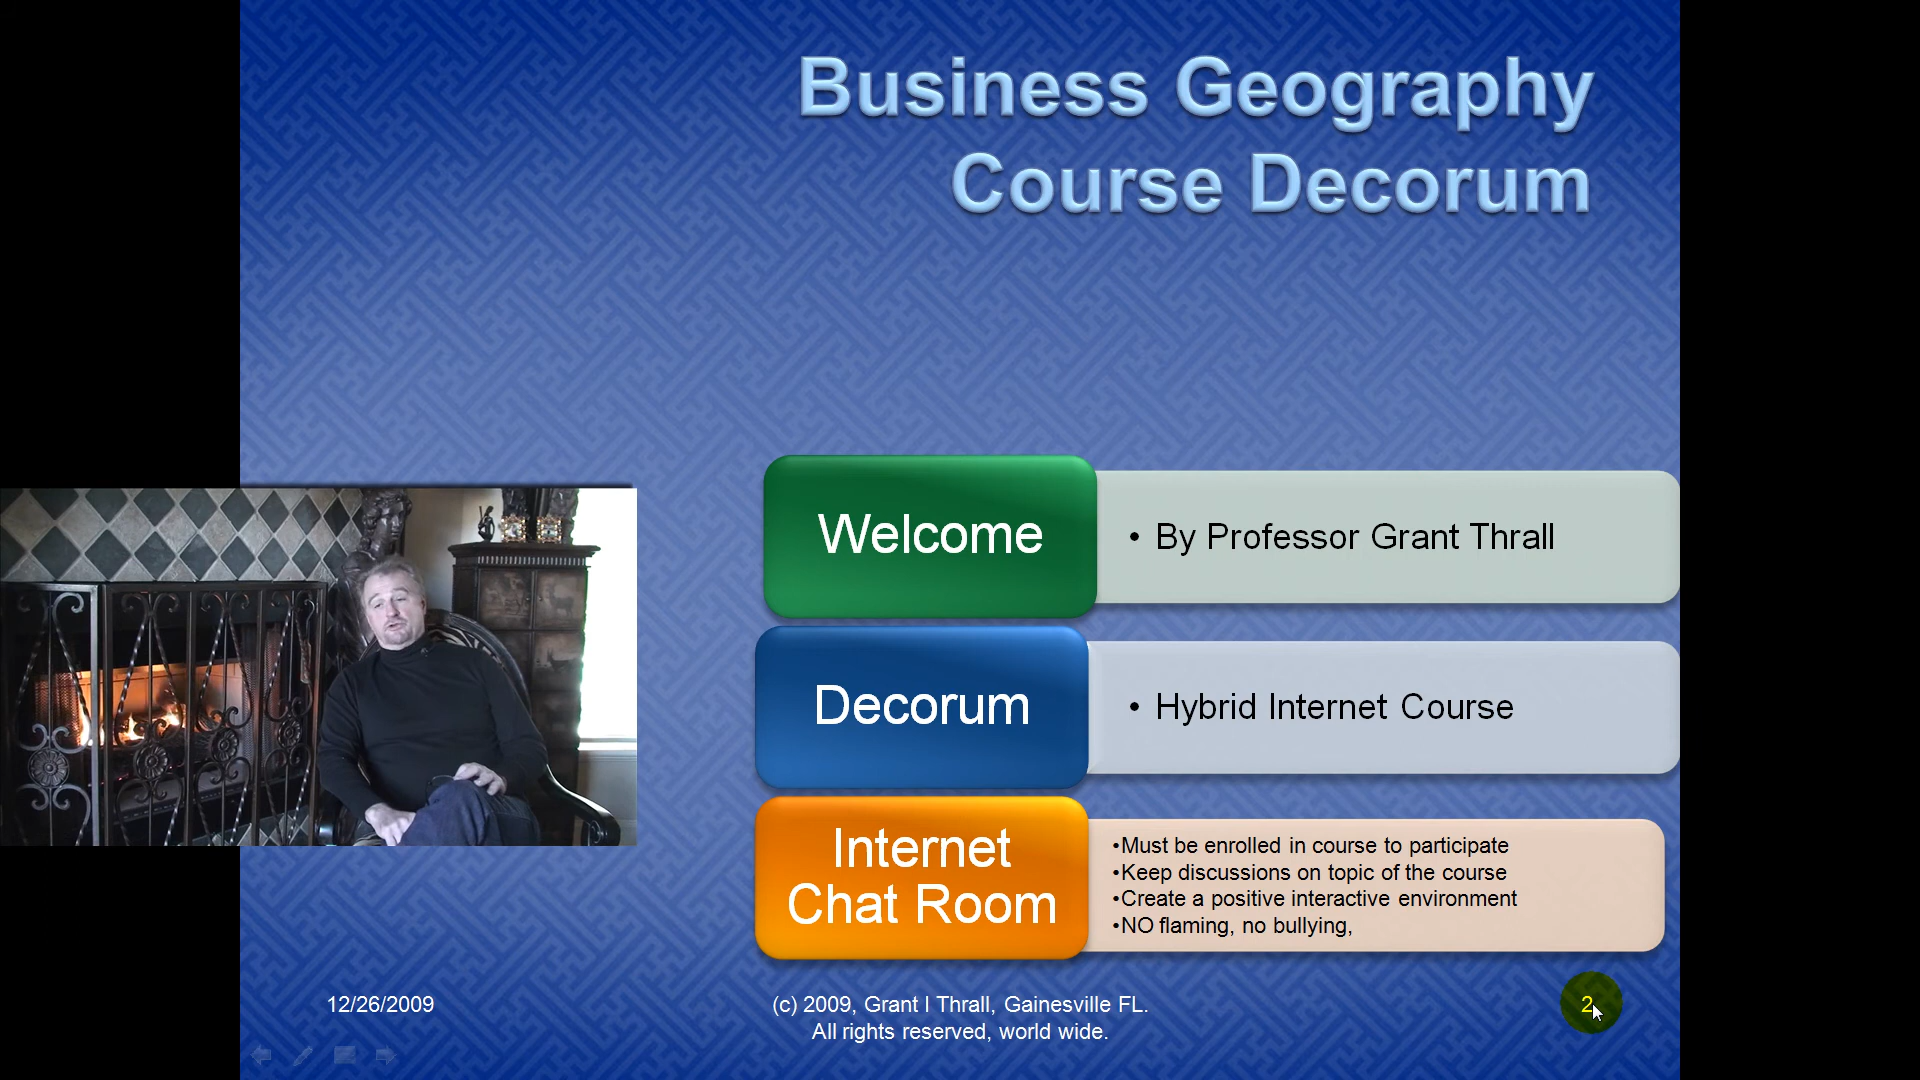 Business Geography
Course Decorum
Welcome
• By Professor Grant Thrall
Decorum
• Hybrid Internet Course
Internet
Chat Room
•Must be enrolled in course to participate
•Keep discussions on topic of the course
•Create a positive interactive environment
•NO flaming, no bullying,
12/26/2009
(c) 2009, Grant I Thrall, Gainesville FL.
All rights reserved, world wide.
2